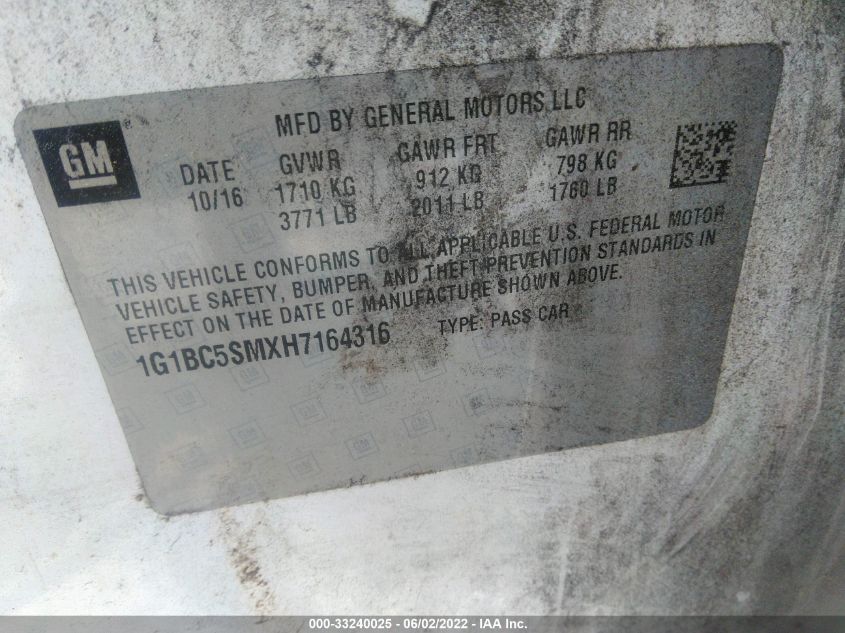 MFD BY GENERAL MOTORS LLC
GM®
DATE GVWR GAWR FRT GAWR RR
10/16 1710 KG 912 KG 798 KG
3771 LB 2011 LB 1760 LB
THIS VEHICLE CONFORMS TO ALL APPLICABLE U.S. FEDERAL MOTOR
VEHICLE SAFETY, BUMPER, AND THEFT PREVENTION STANDARDS IN
EFFECT ON THE DATE OF MANUFACTURE SHOWN ABOVE.
1G1BC5SMXH7164316 TYPE: PASS CAR
000-33240025 - 06/02/2022 - IAA Inc.